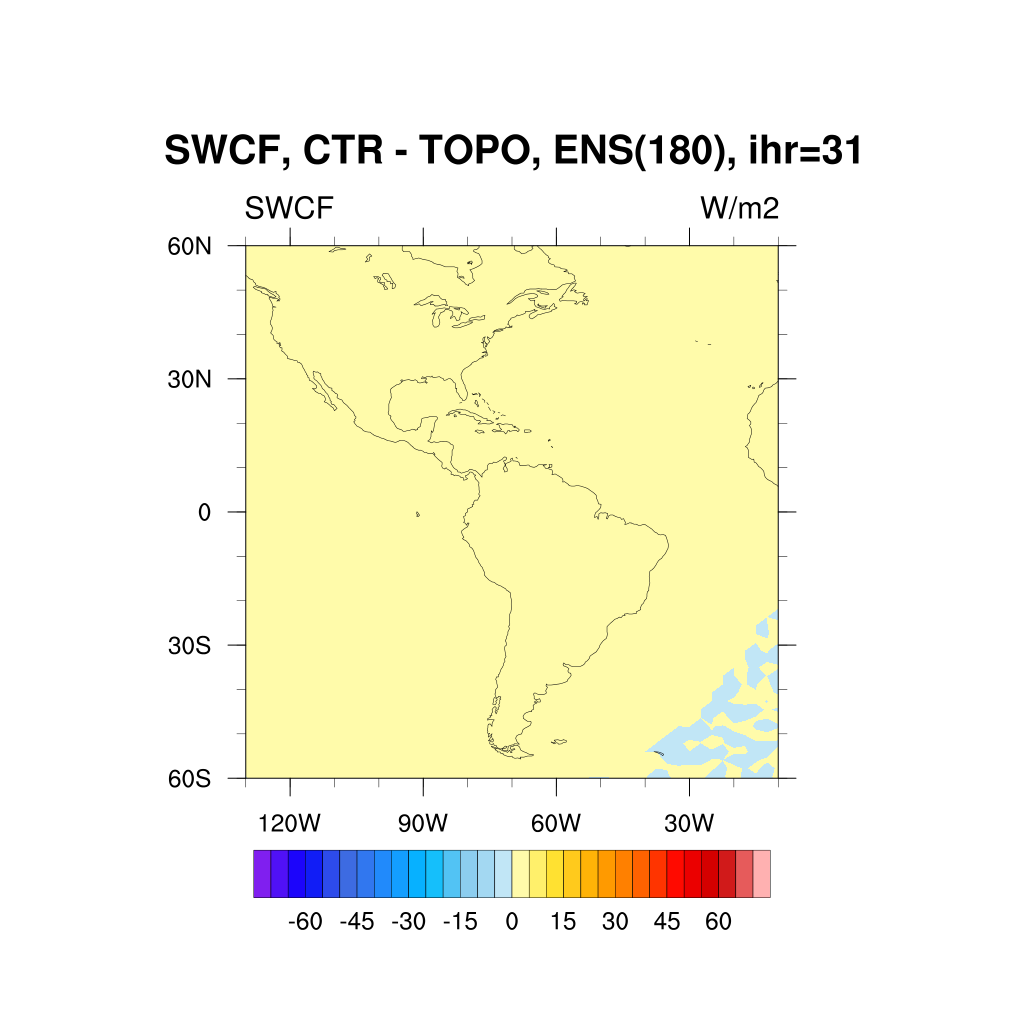 SWCF, CTR - TOPO, ENS(180), ihr=31
SWCF W/m2
60N
30N
0
30S
60S
120W 90W 60W 30W
-60 -45 -30 -15 0 15 30 45 60